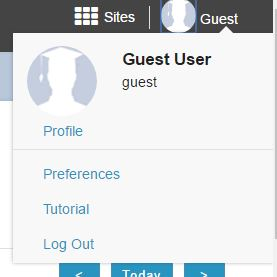 Sites Guest
Guest User
guest
Profile
Preferences
Tutorial
Log Out
< Today >